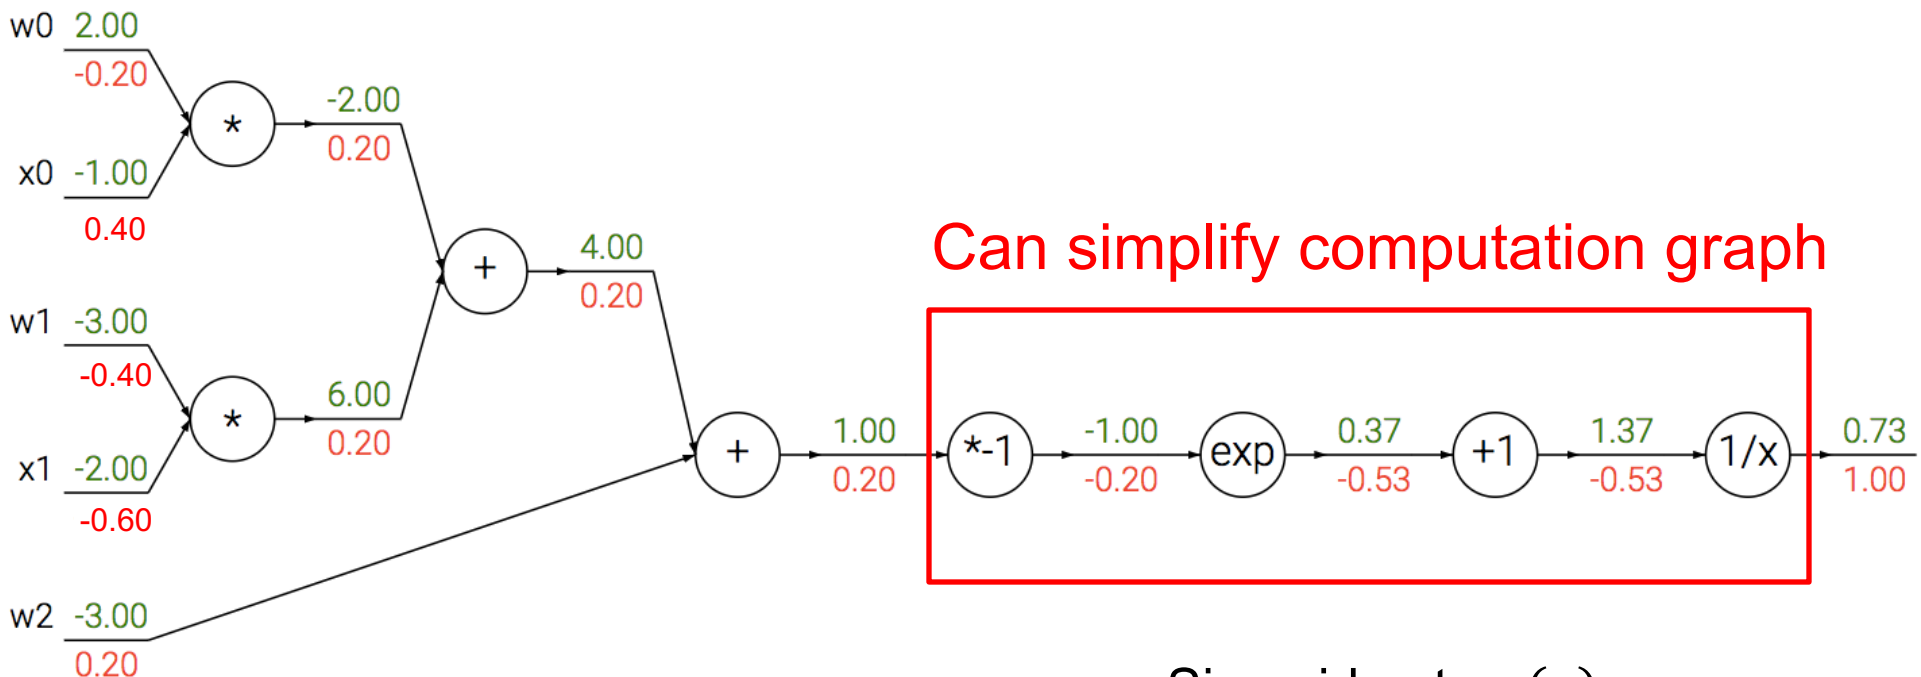 w0 2.00
-0.20
* -2.00
0.20
x0 -1.00
0.40
Can simplify computation graph
+ 4.00
0.20
w1 -3.00
-0.40
* 6.00
0.20
x1 -2.00
-0.60
+ 1.00 *-1 -1.00 exp 0.37 +1 1.37 1/x 0.73
0.20 -0.20 -0.53 -0.53 1.00
w2 -3.00
0.20